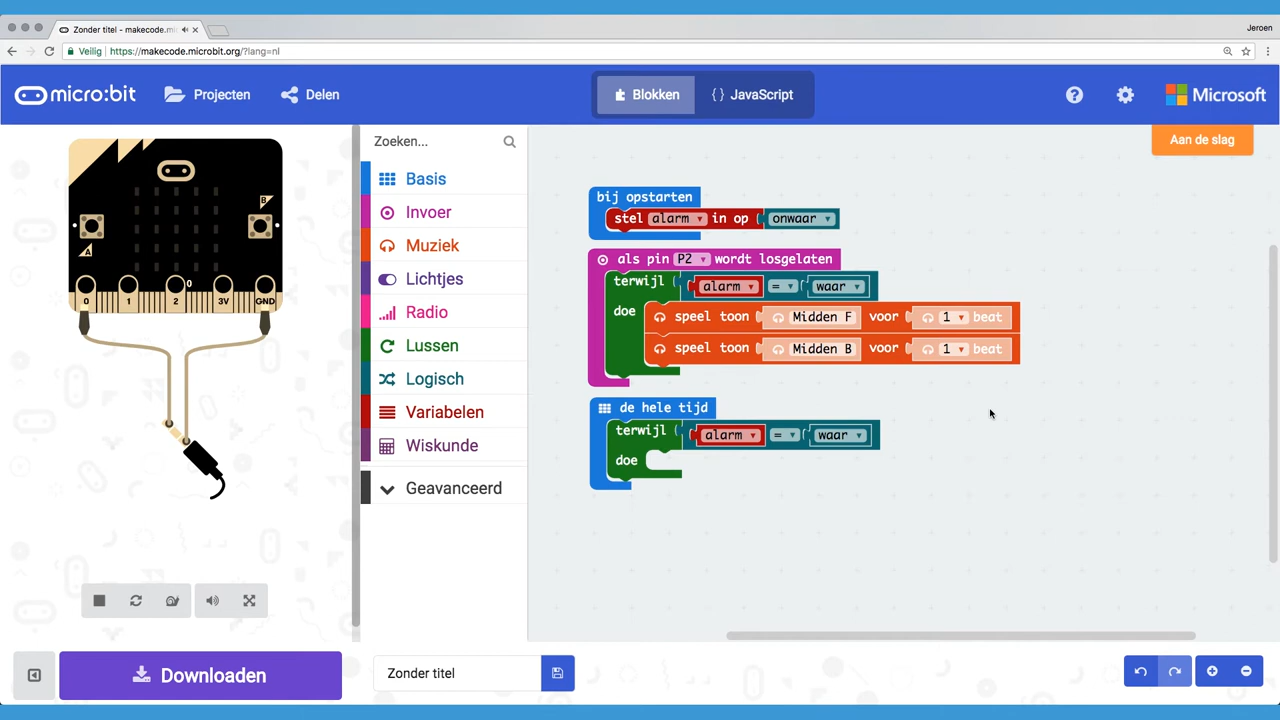 Zonder titel - makecode.mi
Jeroen
Veilig https://makecode.microbit.org/?lang=nl
micro:bit Projecten Delen Blokken {} JavaScript Microsoft
Aan de slag
Zoeken...
Basis
Invoer
Muziek
Lichtjes
Radio
Lussen
Logisch
Variabelen
Wiskunde
Geavanceerd
B
A
0
0 1 2 3V GND
bij opstarten
stel alarm in op onwaar
als pin P2 wordt losgelaten
terwijl alarm = waar
doe speel toon Midden F voor 1 beat
speel toon Midden B voor 1 beat
de hele tijd
terwijl alarm = waar
doe
Downloaden
Zonder titel